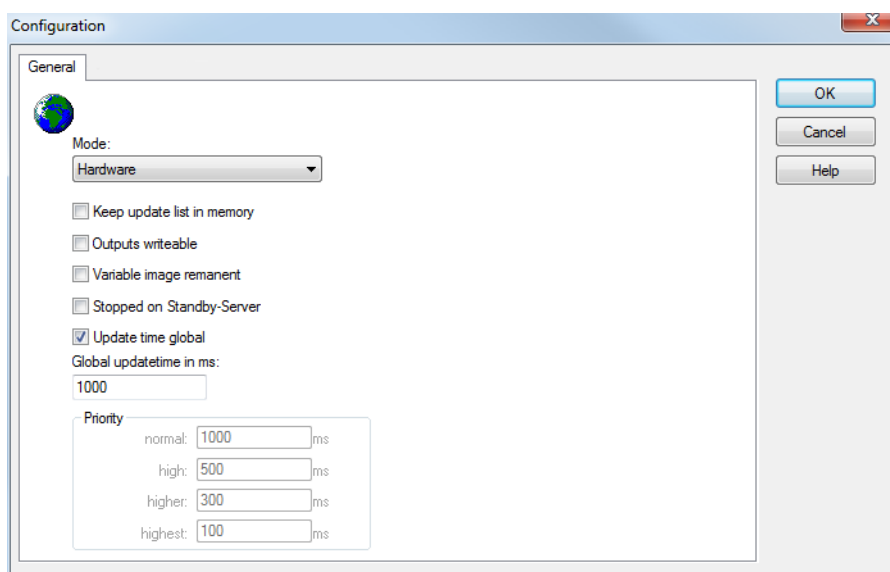 Configuration
General
OK
Cancel
Help
Mode:
Hardware
Keep update list in memory
Outputs writeable
Variable image remanent
Stopped on Standby-Server
Update time global
Global updatetime in ms:
1000
Priority
normal: 1000 ms
high: 500 ms
higher: 300 ms
highest: 100 ms